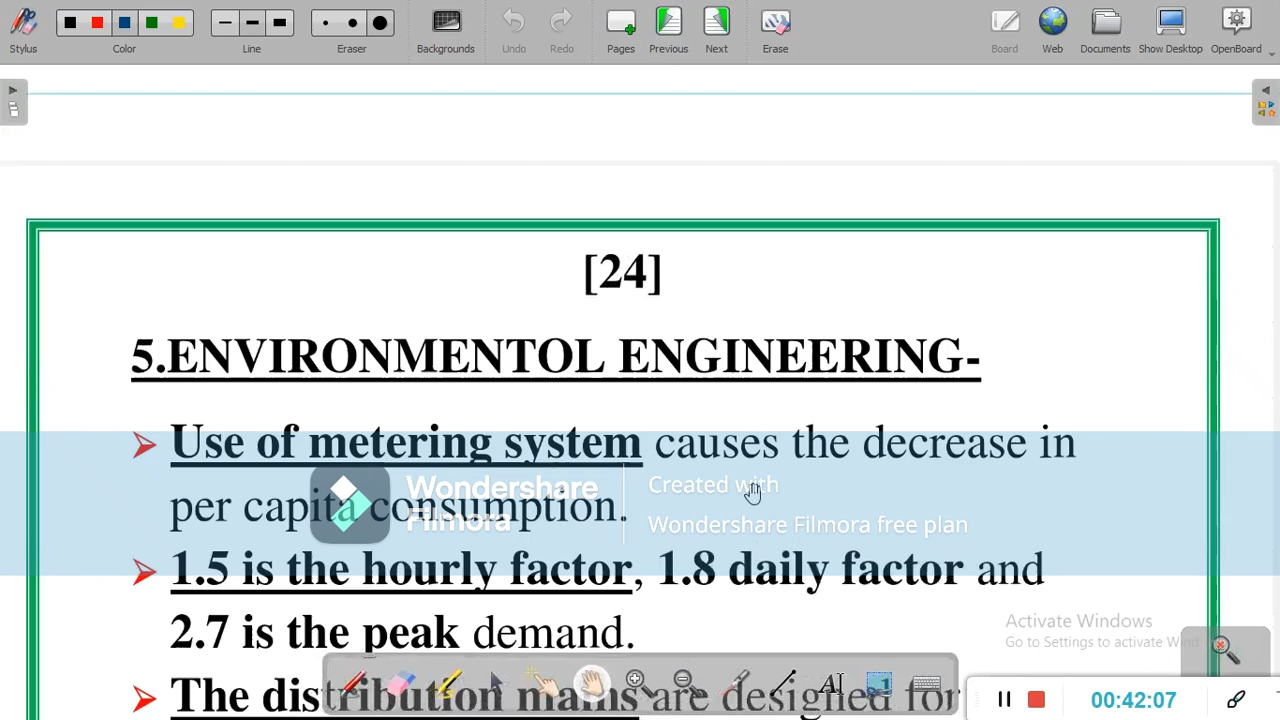 Stylus Color Line Eraser Backgrounds Undo Redo Pages Previous Next Erase Board Web Documents Show Desktop OpenBoard
[24]
5.ENVIRONMENTOL ENGINEERING-
➢ Use of metering system causes the decrease in
per capita consumption.
Wondershare
Filmora
Created with
Wondershare Filmora free plan
➢ 1.5 is the hourly factor, 1.8 daily factor and
2.7 is the peak demand.
Activate Windows
Go to Settings to activate Wind
➢ The distribution mains are designed for
00:42:07